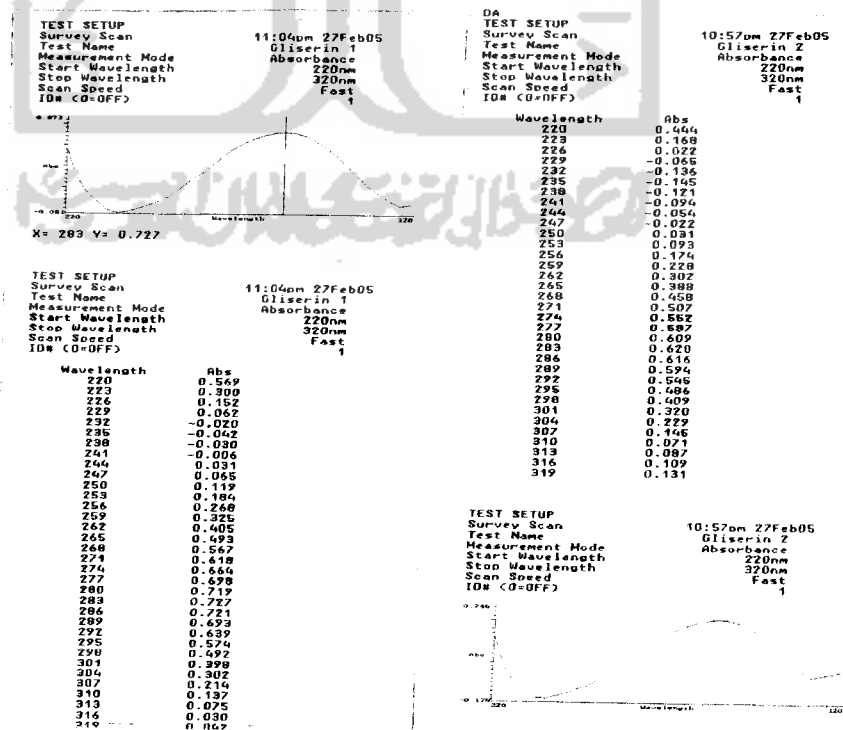 TEST SETUP
Survey Scan 11:04pm 27Feb05
Test Name Gliserin 1
Measurement Mode Absorbance
Start Wavelength 220nm
Stop Wavelength 320nm
Scan Speed Fast
ID# (0=OFF) 1
0.873
Abs
220 Wavelength 320
X= 283 Y= 0.727
TEST SETUP
Survey Scan 11:04pm 27Feb05
Test Name Gliserin 1
Measurement Mode Absorbance
Start Wavelength 220nm
Stop Wavelength 320nm
Scan Speed Fast
ID# (0=OFF) 1
Wavelength Abs
220 0.569
223 0.300
226 0.152
229 0.062
232 -0.020
235 -0.042
238 -0.030
241 -0.006
244 0.031
247 0.065
250 0.119
253 0.184
256 0.268
259 0.325
262 0.405
265 0.493
268 0.567
271 0.618
274 0.664
277 0.698
280 0.719
283 0.727
286 0.721
289 0.693
292 0.639
295 0.574
298 0.492
301 0.398
304 0.302
307 0.214
310 0.137
313 0.075
316 0.030
319
DA
TEST SETUP
Survey Scan 10:57pm 27Feb05
Test Name Gliserin 2
Measurement Mode Absorbance
Start Wavelength 220nm
Stop Wavelength 320nm
Scan Speed Fast
ID# (0=OFF) 1
Wavelength Abs
220 0.444
223 0.168
226 0.022
229 -0.065
232 -0.136
235 -0.145
238 -0.121
241 -0.094
244 -0.054
247 -0.022
250 0.031
253 0.093
256 0.174
259 0.228
262 0.302
265 0.388
268 0.458
271 0.507
274 0.552
277 0.587
280 0.609
283 0.620
286 0.616
289 0.594
292 0.545
295 0.486
298 0.409
301 0.320
304 0.229
307 0.145
310 0.071
313 0.087
316 0.109
319 0.131
TEST SETUP
Survey Scan 10:57pm 27Feb05
Test Name Gliserin 2
Measurement Mode Absorbance
Start Wavelength 220nm
Stop Wavelength 320nm
Scan Speed Fast
ID# (0=OFF) 1
0.746
Abs
220 Wavelength 320